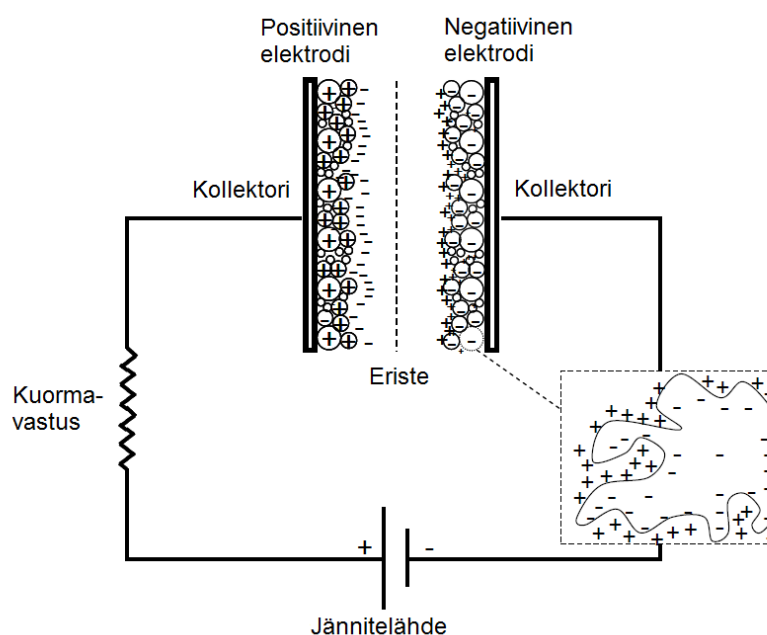 Positiivinen
elektrodi
Negatiivinen
elektrodi
Kollektori
Kollektori
Eriste
Kuorma-
vastus
+
-
Jännitelähde